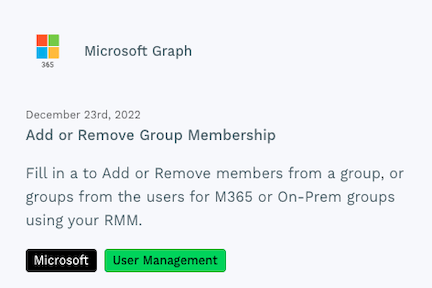 365
Microsoft Graph
December 23rd, 2022
Add or Remove Group Membership
Fill in a to Add or Remove members from a group, or
groups from the users for M365 or On-Prem groups
using your RMM.
Microsoft
User Management